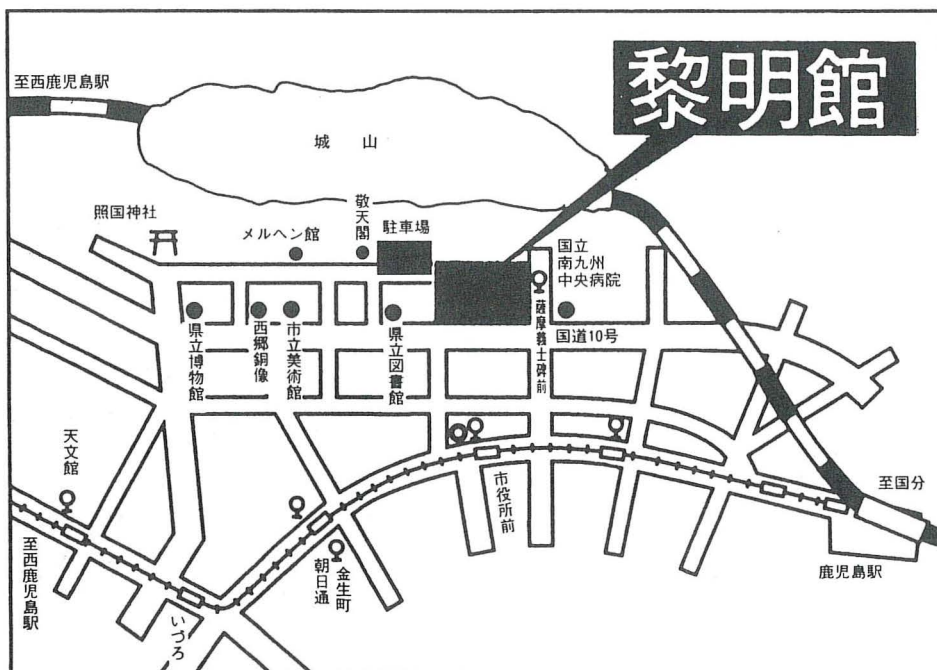 黎明館
至西鹿児島駅
城山
照国神社
メルヘン館
敬天閣
駐車場
国立
南九州
中央病院
県立博物館
西郷銅像
市立美術館
県立図書館
薩摩義士碑前
国道10号
天文館
市役所前
至国分
鹿児島駅
至西鹿児島駅
いづろ
朝日通
金生町